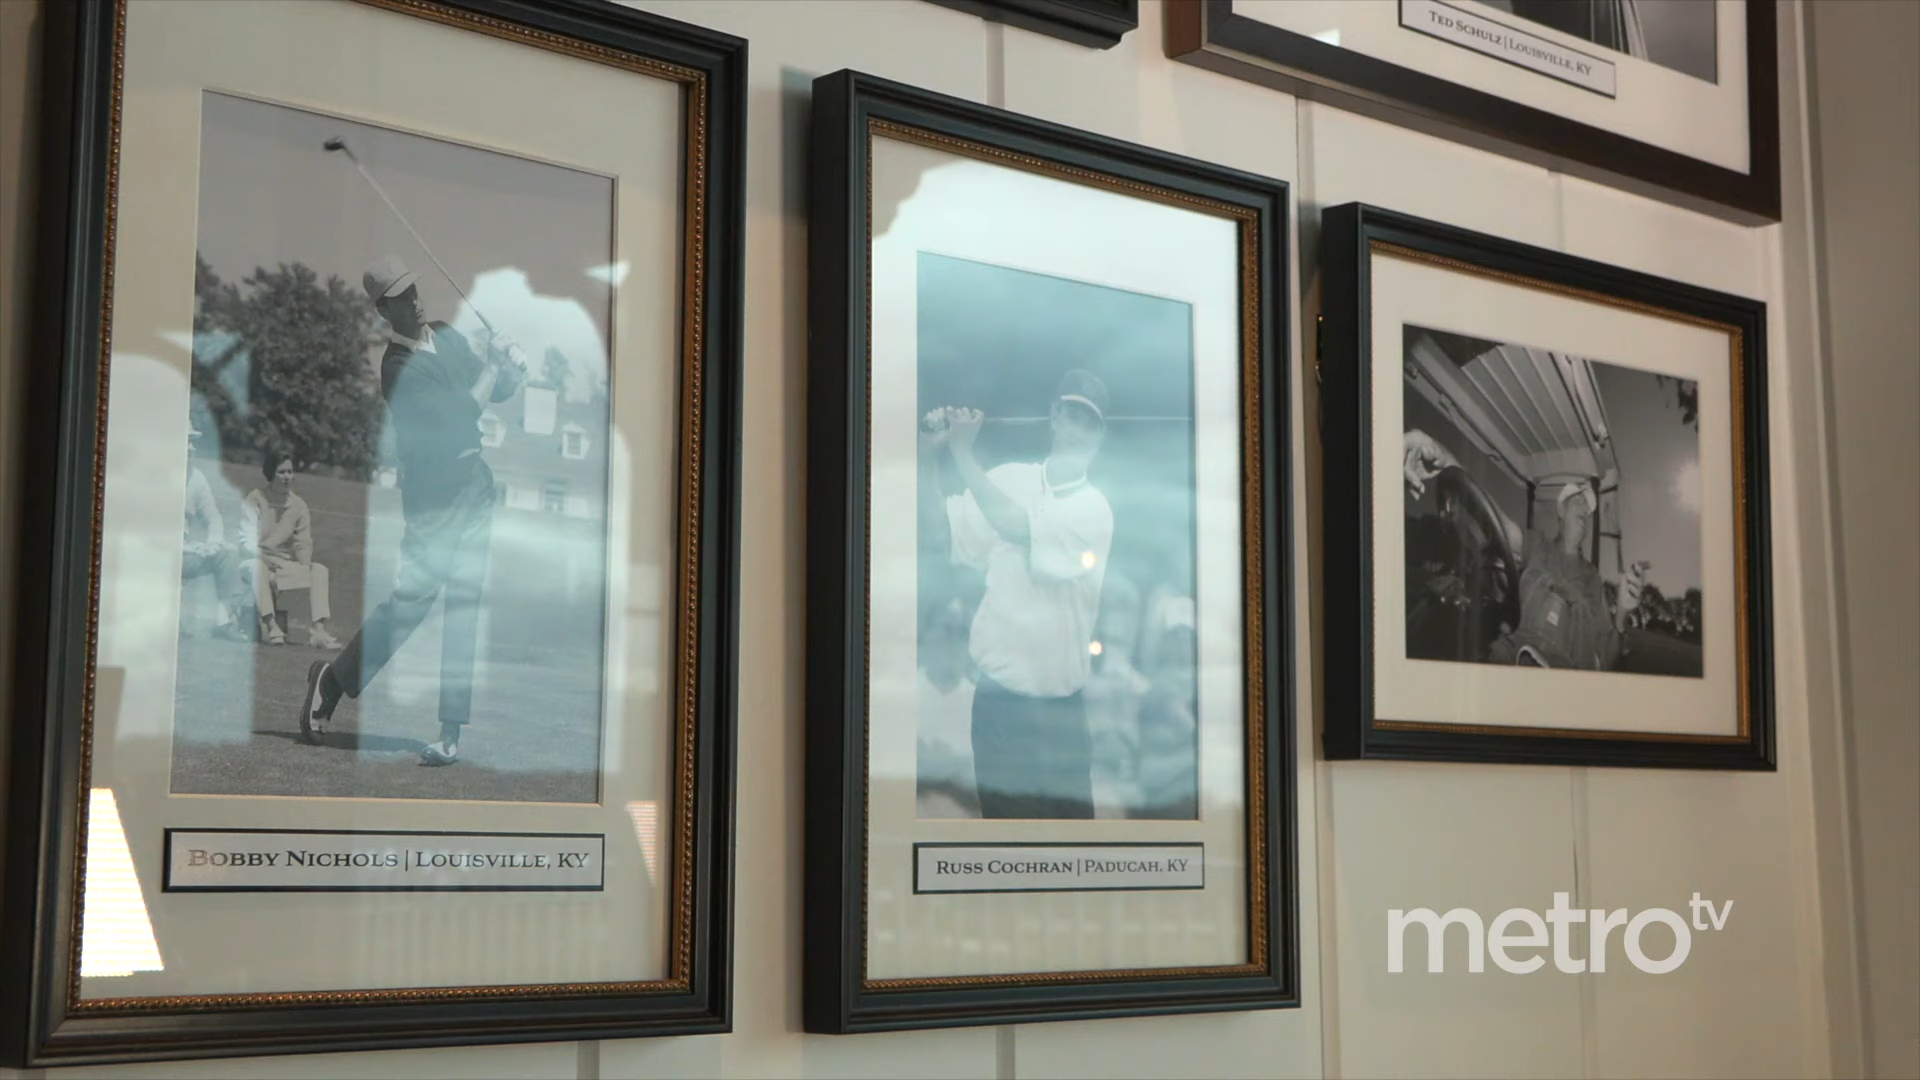 TED SCHULZ | LOUISVILLE, KY
BOBBY NICHOLS | LOUISVILLE, KY
RUSS COCHRAN | PADUCAH, KY
metro tv